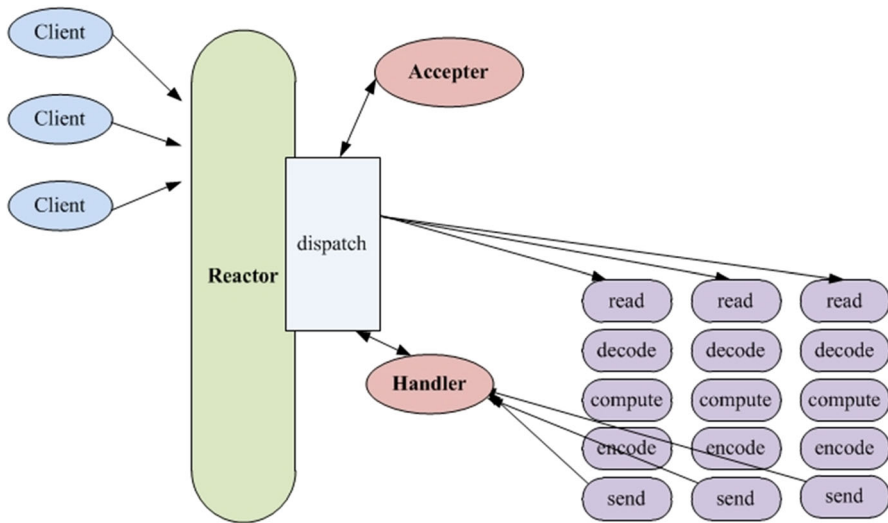 Client
Client
Client
Accepter
dispatch
Reactor
Handler
read read read
decode decode decode
compute compute compute
encode encode encode
send send send